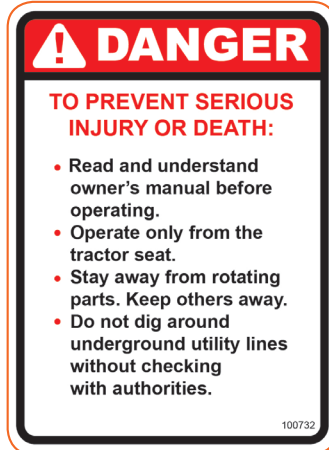 DANGER
TO PREVENT SERIOUS
INJURY OR DEATH:
• Read and understand
owner's manual before
operating.
• Operate only from the
tractor seat.
• Stay away from rotating
parts. Keep others away.
• Do not dig around
underground utility lines
without checking
with authorities.
100732